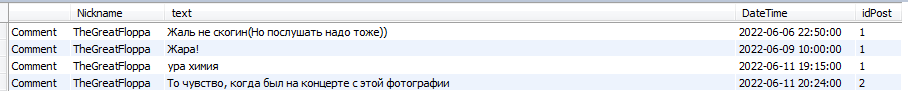 Nickname text DateTime idPost
Comment TheGreatFloppa Жаль не скогин(Но послушать надо тоже)) 2022-06-06 22:50:00 1
Comment TheGreatFloppa Жара! 2022-06-09 10:00:00 1
Comment TheGreatFloppa ура химия 2022-06-11 19:15:00 1
Comment TheGreatFloppa То чувство, когда был на концерте с этой фотографии 2022-06-11 20:24:00 2